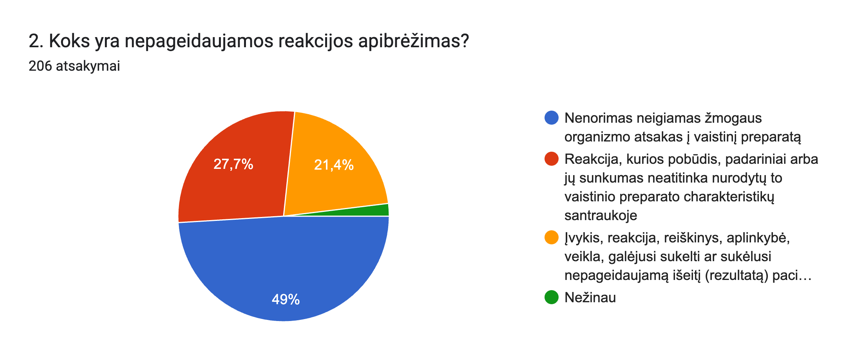 2. Koks yra nepageidaujamos reakcijos apibrėžimas?
206 atsakymai
27,7%
21,4%
49%
Nenorimas neigiamas žmogaus
organizmo atsakas į vaistinį preparatą
Reakcija, kurios pobūdis, padariniai arba
jų sunkumas neatitinka nurodytų to
vaistinio preparato charakteristikų
santraukoje
Įvykis, reakcija, reiškinys, aplinkybė,
veikla, galėjusi sukelti ar sukėlusi
nepageidaujamą išeitį (rezultatą) paci…
Nežinau